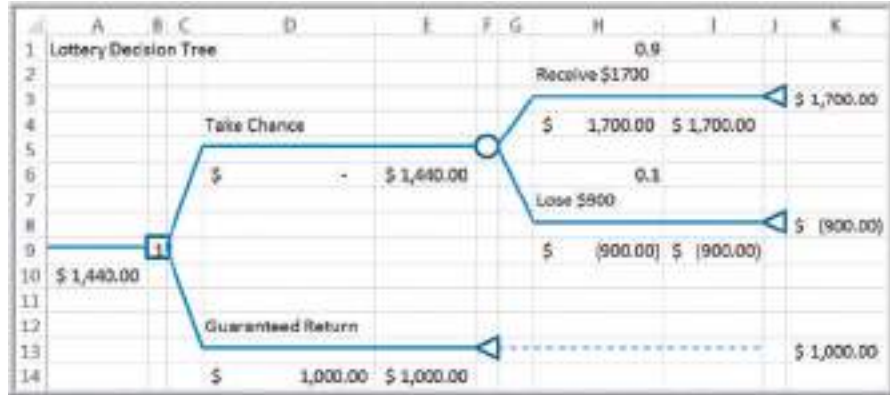 A B C D E F G H I J K
1 Lottery Decision Tree 0.9
2 Receive $1700
3 $ 1,700.00
4 Take Chance $ 1,700.00 $ 1,700.00
5
6 $ - $ 1,440.00 0.1
7 Lose $900
8 $ (900.00)
9 1 $ (900.00) $ (900.00)
10 $ 1,440.00
11
12 Guaranteed Return
13 $ 1,000.00
14 $ 1,000.00 $ 1,000.00